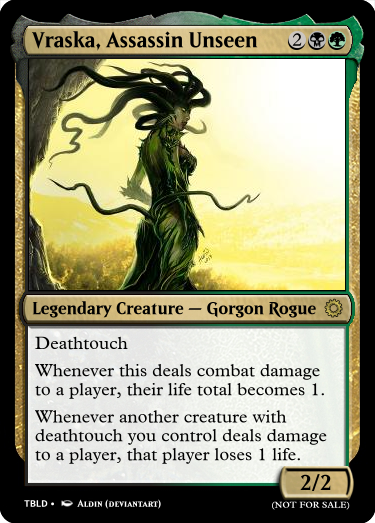 Vraska, Assassin Unseen 2
Legendary Creature — Gorgon Rogue
Deathtouch
Whenever this deals combat damage
to a player, their life total becomes 1.
Whenever another creature with
deathtouch you control deals damage
to a player, that player loses 1 life.
2/2
TBLD • Aldin (deviantart)
(NOT FOR SALE)